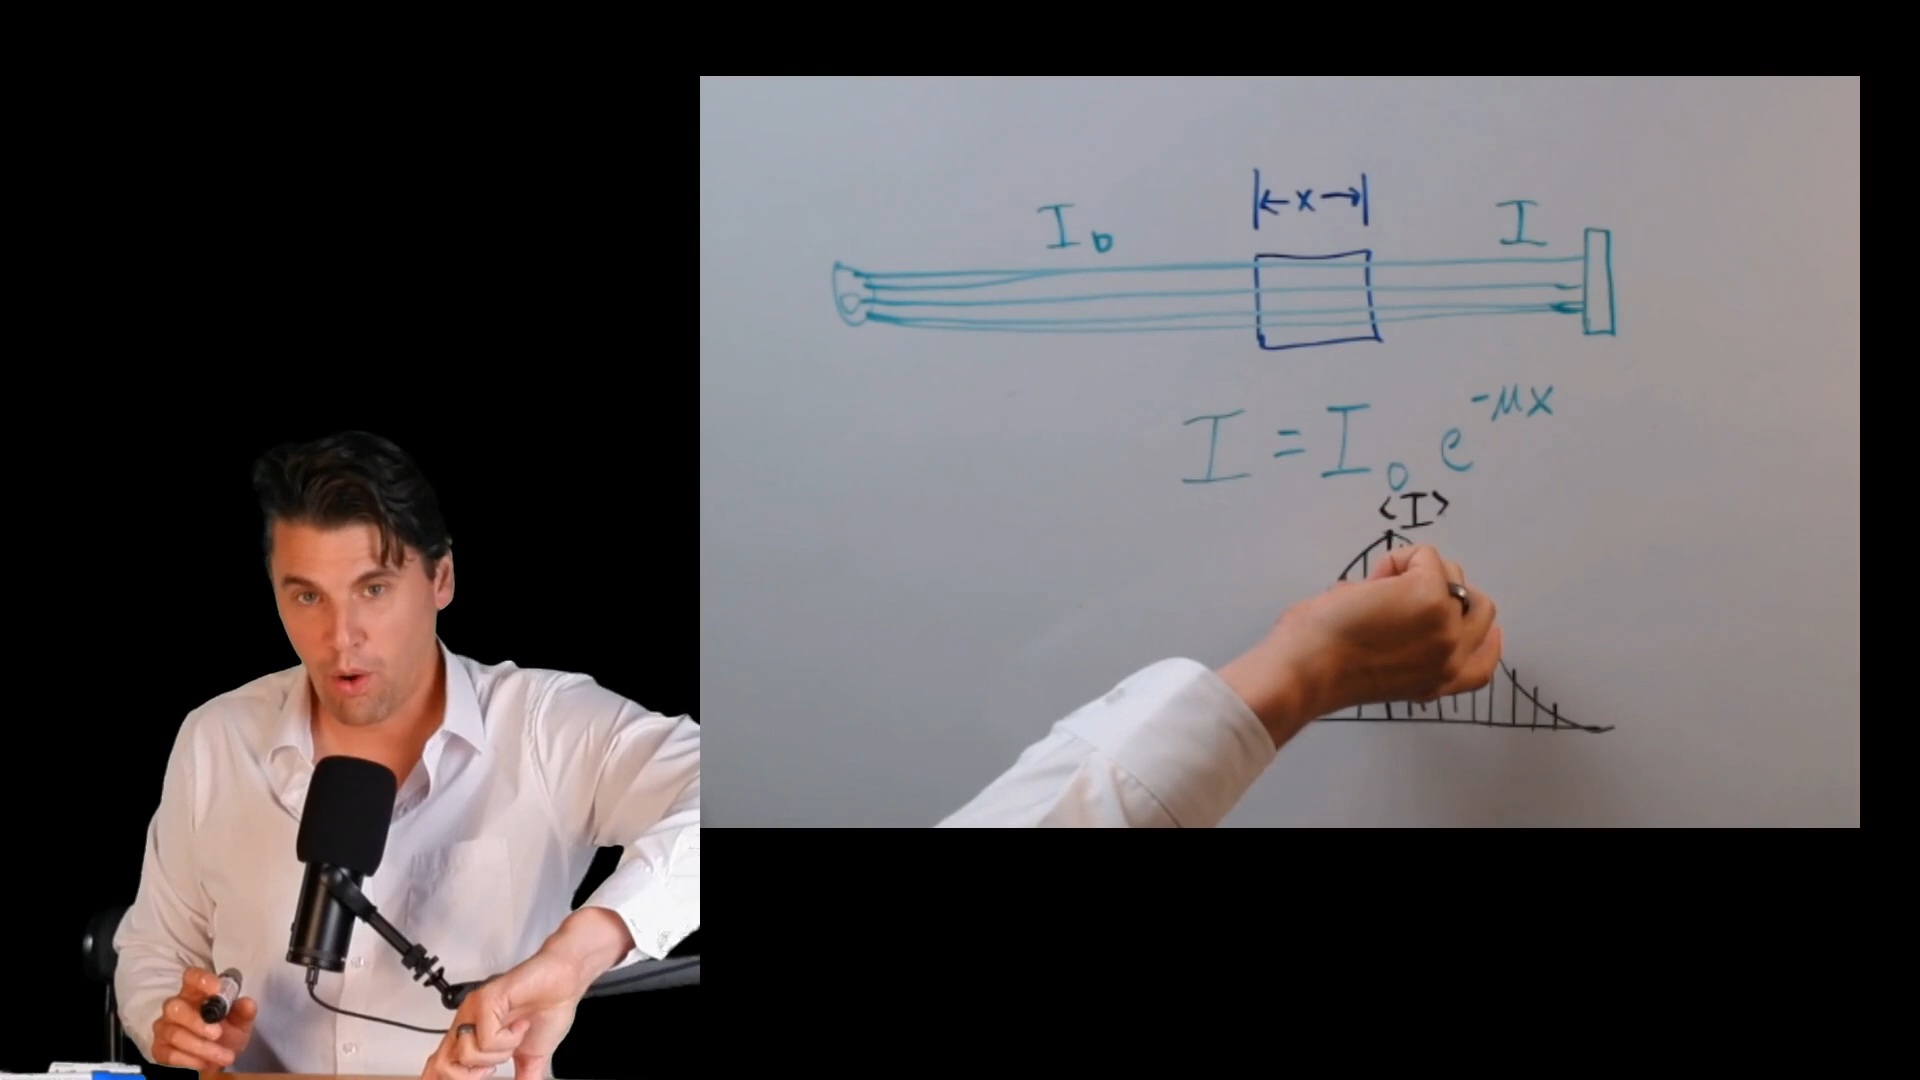 |←x→|
I₀ I
I = I₀ e^{-μx}
<I>